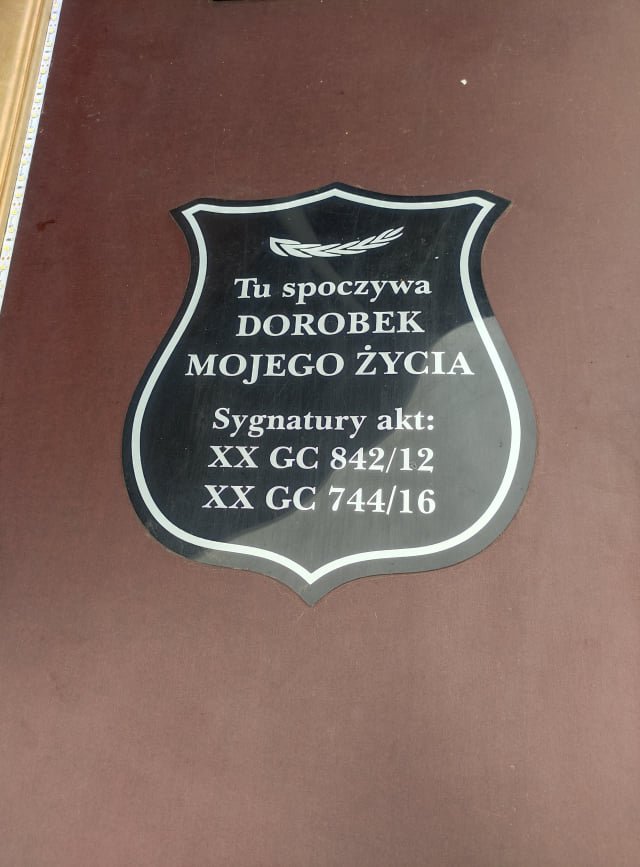 Tu spoczywa
DOROBEK
MOJEGO ŻYCIA
Sygnatury akt:
XX GC 842/12
XX GC 744/16